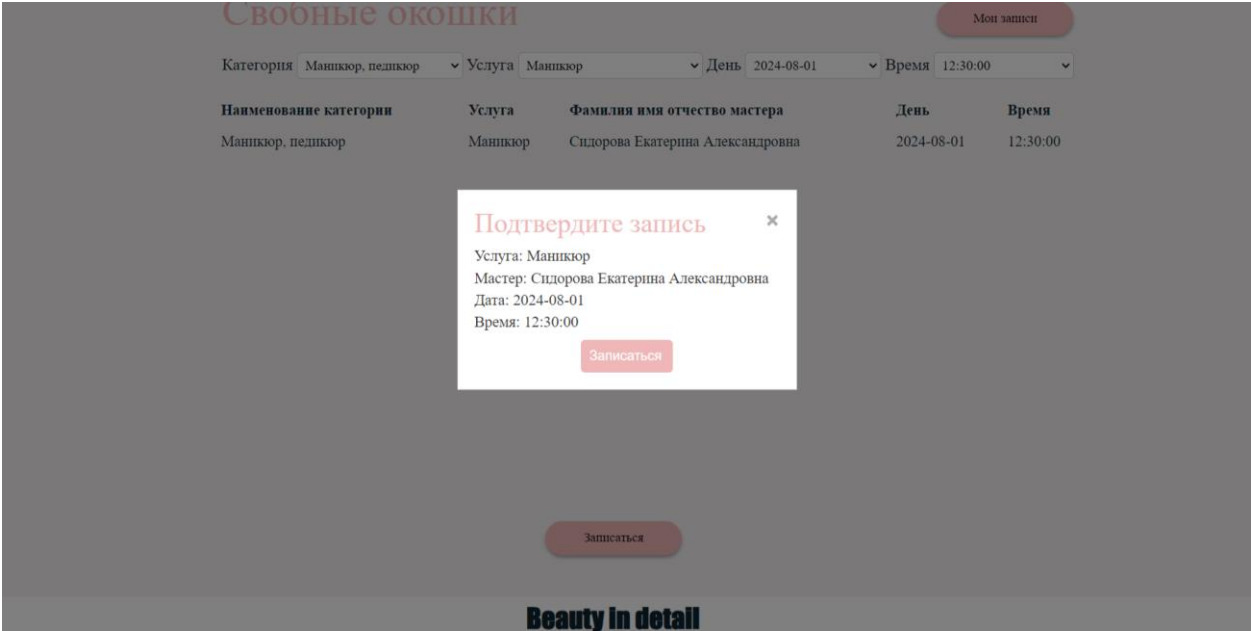 Свобные окошки
Мои записи
Категория Маникюр, педикюр Услуга Маникюр День 2024-08-01 Время 12:30:00
Наименование категории Услуга Фамилия имя отчество мастера День Время
Маникюр, педикюр Маникюр Сидорова Екатерина Александровна 2024-08-01 12:30:00
Подтвердите запись ×
Услуга: Маникюр
Мастер: Сидорова Екатерина Александровна
Дата: 2024-08-01
Время: 12:30:00
Записаться
Записаться
Beauty in detail